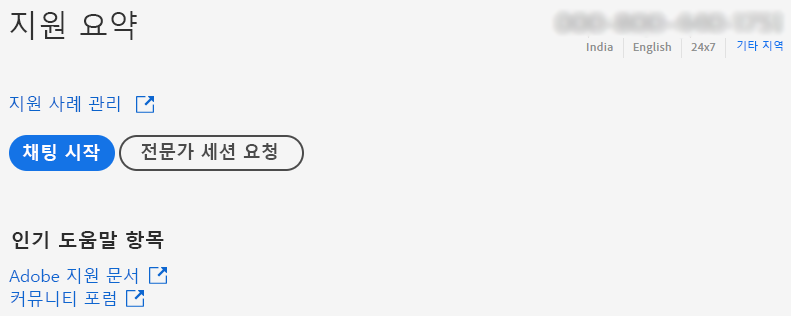 지원 요약
India English 24x7 기타 지역
지원 사례 관리
채팅 시작 전문가 세션 요청
인기 도움말 항목
Adobe 지원 문서
커뮤니티 포럼